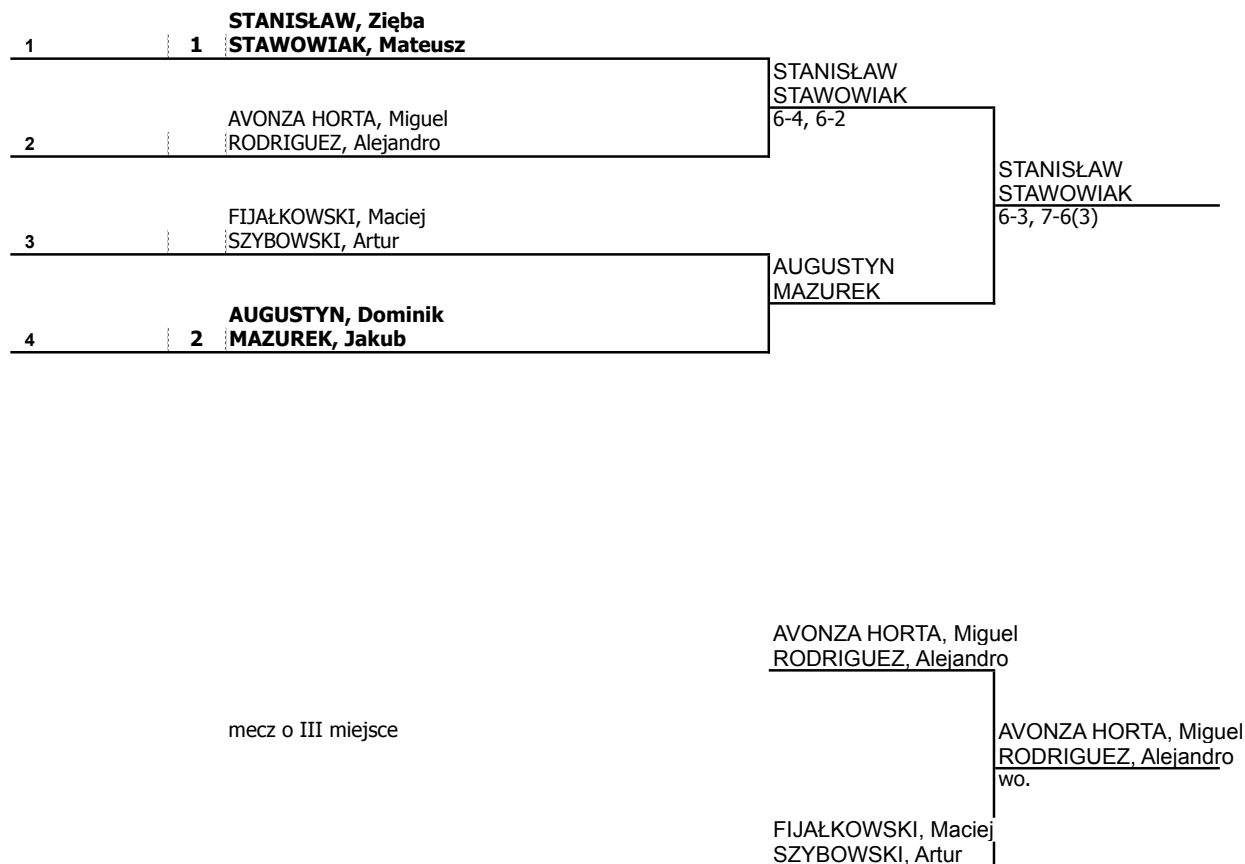 STANISŁAW, Zięba
1 1 STAWOWIAK, Mateusz
STANISŁAW
STAWOWIAK
AVONZA HORTA, Miguel
6-4, 6-2
2 RODRIGUEZ, Alejandro
STANISŁAW
STAWOWIAK
FIJAŁKOWSKI, Maciej
6-3, 7-6(3)
3 SZYBOWSKI, Artur
AUGUSTYN
MAZUREK
AUGUSTYN, Dominik
4 2 MAZUREK, Jakub
AVONZA HORTA, Miguel
RODRIGUEZ, Alejandro
mecz o III miejsce
AVONZA HORTA, Miguel
RODRIGUEZ, Alejandro
wo.
FIJAŁKOWSKI, Maciej
SZYBOWSKI, Artur